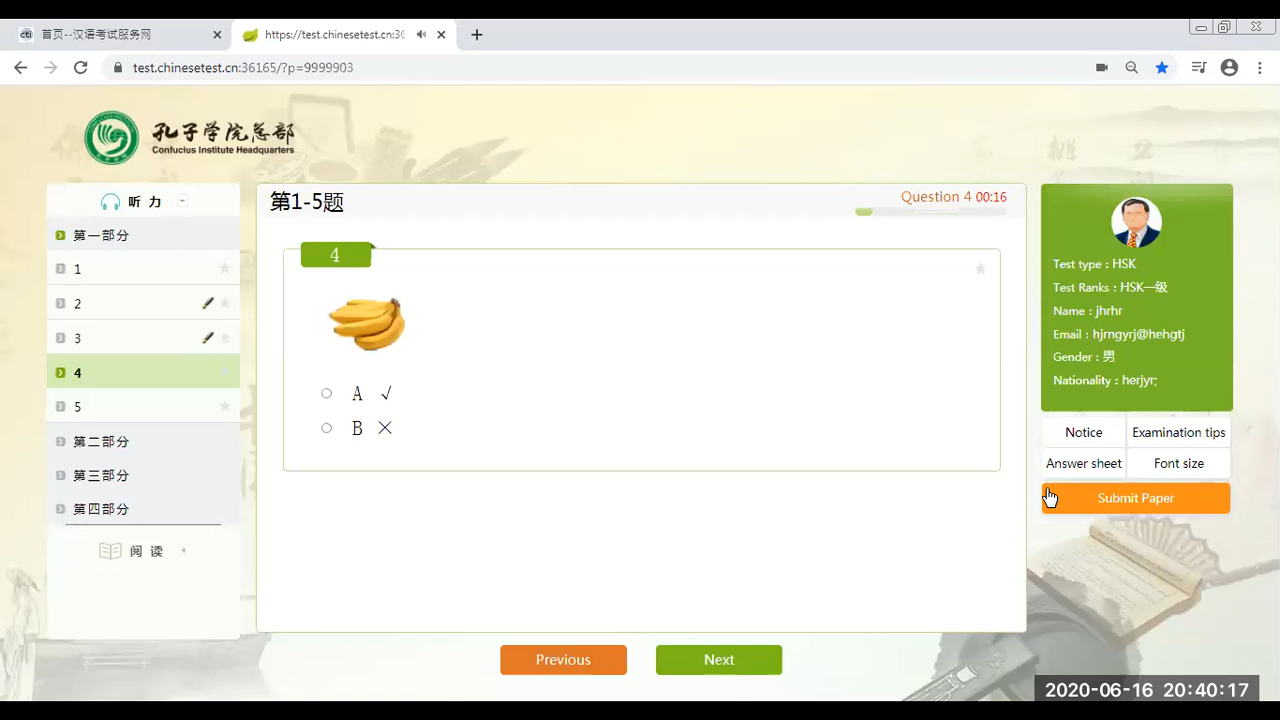 首页--汉语考试服务网
https://test.chinesetest.cn:36
test.chinesetest.cn:36165/?p=9999903
孔子学院总部
Confucius Institute Headquarters
听 力
第一部分
1
2
3
4
5
第二部分
第三部分
第四部分
阅 读
第1-5题
Question 4 00:16
4
A √
B ×
Previous
Next
Test type : HSK
Test Ranks : HSK一级
Name : jhrhr
Email : hjrngyrj@hehgtj
Gender : 男
Nationality : herjyr;
Notice
Examination tips
Answer sheet
Font size
Submit Paper
2020-06-16 20:40:17